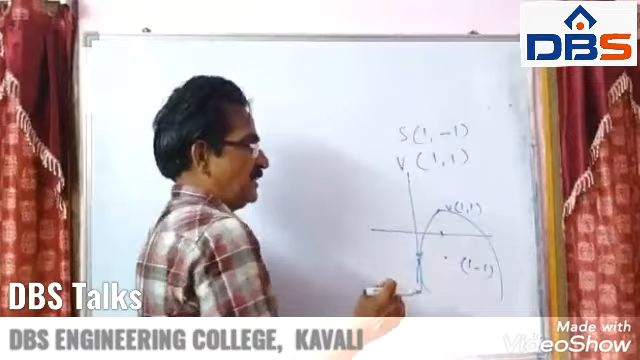 DBS
S(1, -1)
V (1, 1)
V(1,1)
(1-1)
DBS Talks
DBS ENGINEERING COLLEGE, KAVALI
Made with
VideoShow